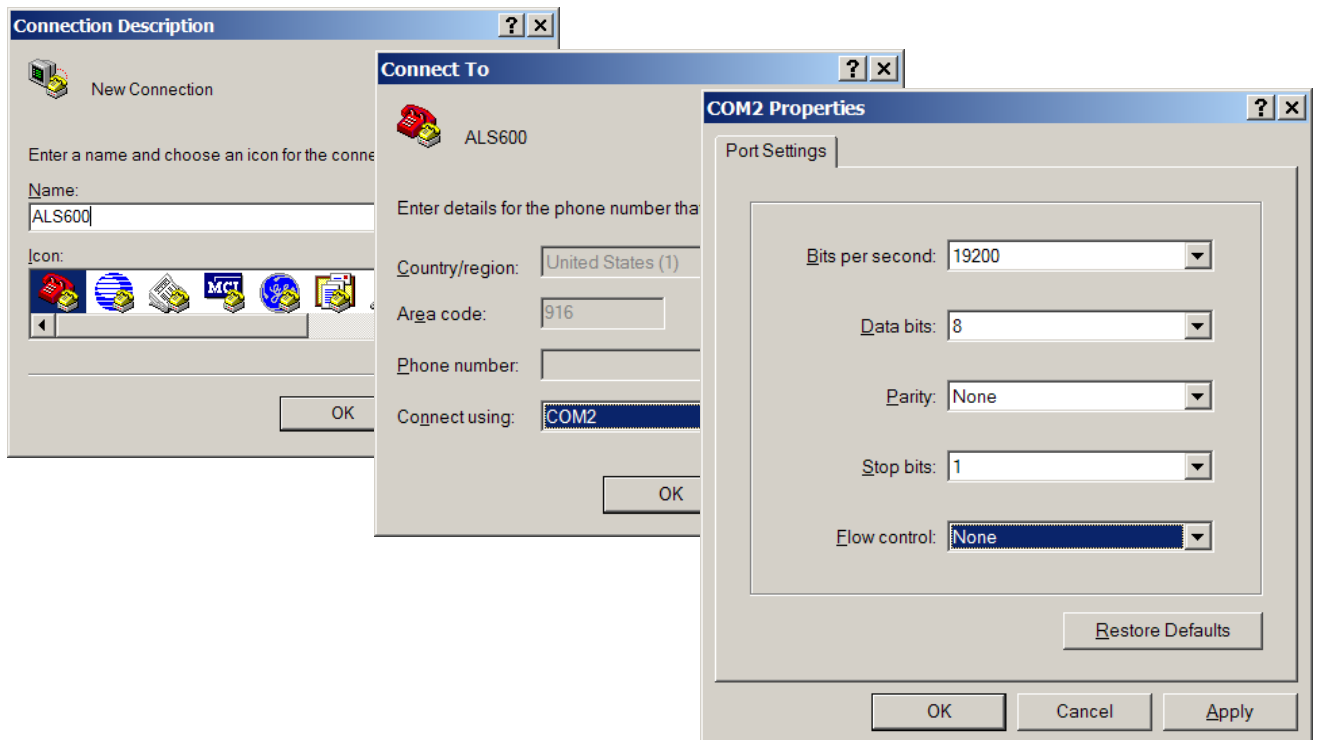 Connection Description
New Connection
Enter a name and choose an icon for the conne
Name:
ALS600
Icon:
MCI
OK
Connect To
ALS600
Enter details for the phone number tha
Country/region: United States (1)
Area code: 916
Phone number:
Connect using: COM2
OK
COM2 Properties
Port Settings
Bits per second: 19200
Data bits: 8
Parity: None
Stop bits: 1
Flow control: None
Restore Defaults
OK Cancel Apply